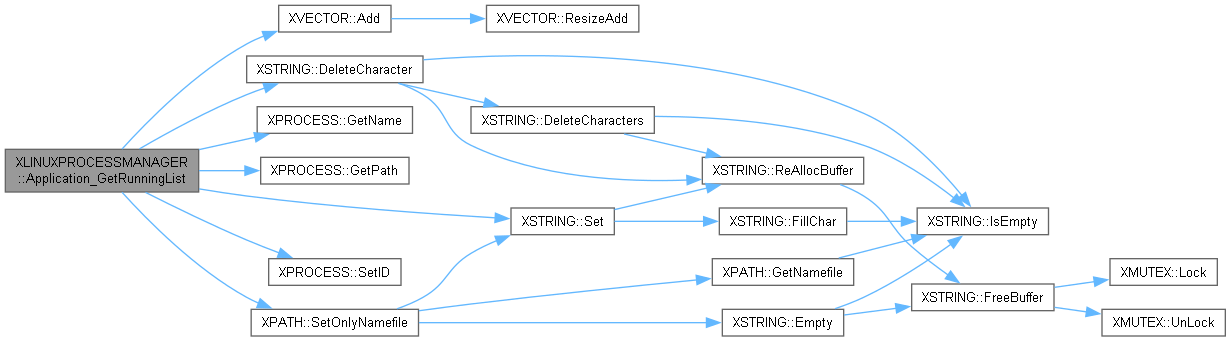 XVECTOR::Add
XVECTOR::ResizeAdd
XSTRING::DeleteCharacter
XPROCESS::GetName
XSTRING::DeleteCharacters
XLINUXPROCESSMANAGER
::Application_GetRunningList
XPROCESS::GetPath
XSTRING::ReAllocBuffer
XSTRING::Set
XSTRING::FillChar
XSTRING::IsEmpty
XPROCESS::SetID
XPATH::GetNamefile
XMUTEX::Lock
XSTRING::FreeBuffer
XPATH::SetOnlyNamefile
XSTRING::Empty
XMUTEX::UnLock